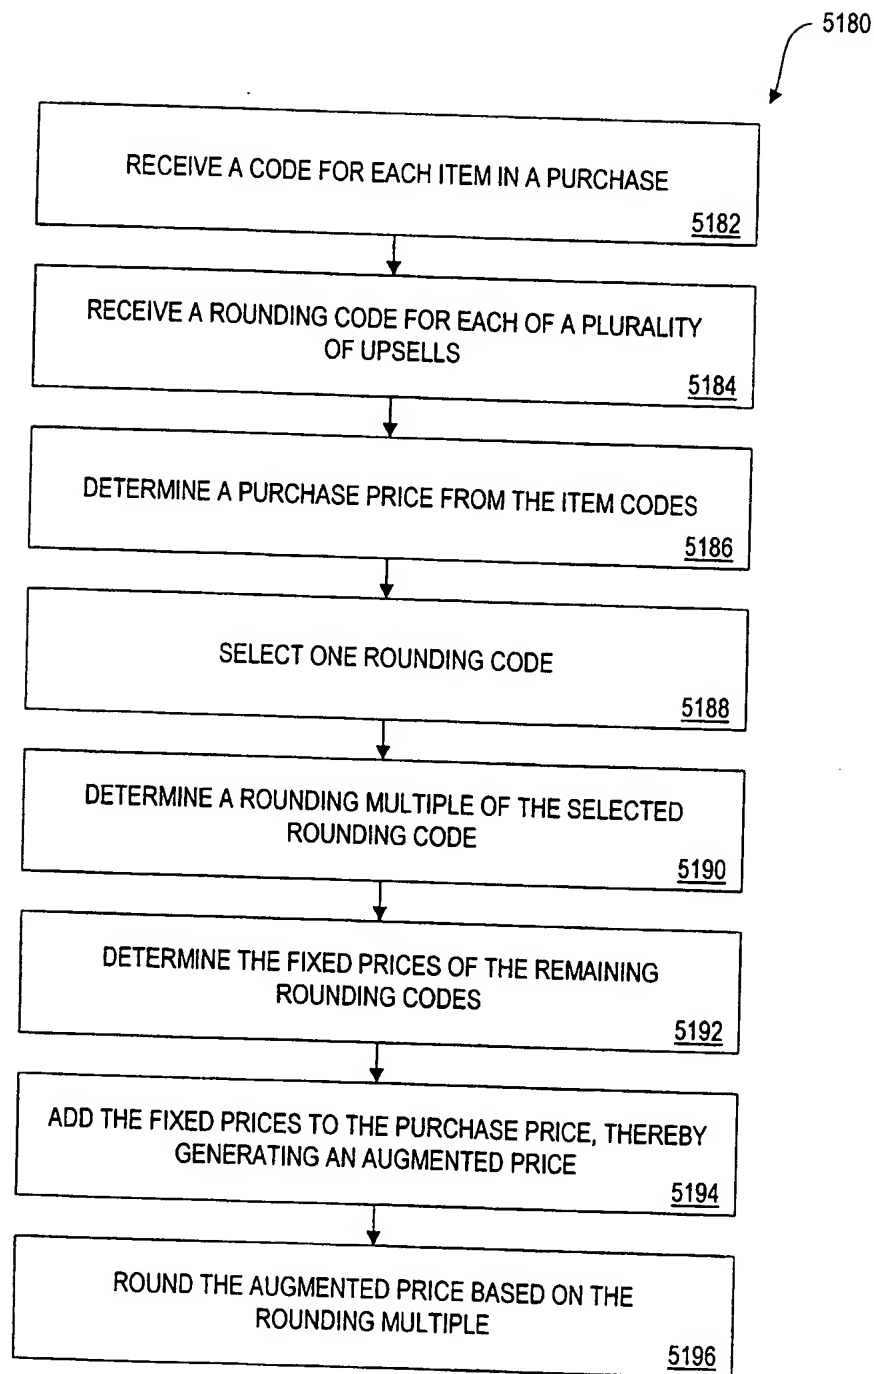 5180
RECEIVE A CODE FOR EACH ITEM IN A PURCHASE
5182
RECEIVE A ROUNDING CODE FOR EACH OF A PLURALITY
OF UPSELLS
5184
DETERMINE A PURCHASE PRICE FROM THE ITEM CODES
5186
SELECT ONE ROUNDING CODE
5188
DETERMINE A ROUNDING MULTIPLE OF THE SELECTED
ROUNDING CODE
5190
DETERMINE THE FIXED PRICES OF THE REMAINING
ROUNDING CODES
5192
ADD THE FIXED PRICES TO THE PURCHASE PRICE, THEREBY
GENERATING AN AUGMENTED PRICE
5194
ROUND THE AUGMENTED PRICE BASED ON THE
ROUNDING MULTIPLE
5196